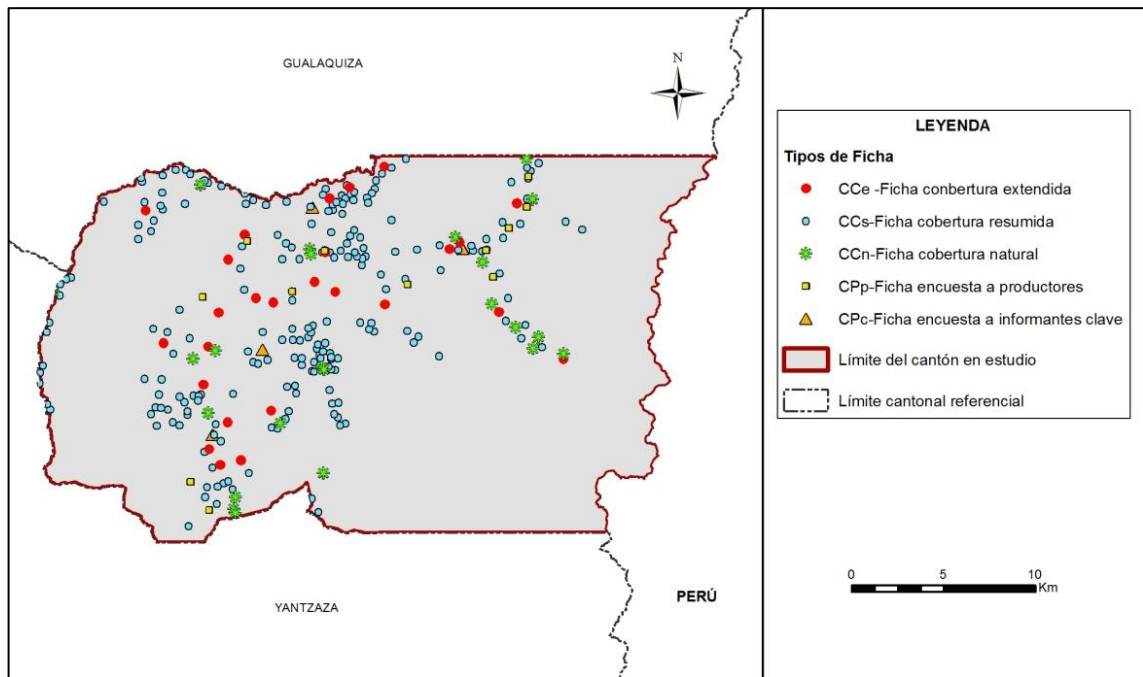 GUALAQUIZA
N
YANTZAZA
PERÚ
LEYENDA
Tipos de Ficha
CCe -Ficha conbertura extendida
CCs-Ficha cobertura resumida
CCn-Ficha cobertura natural
CPp-Ficha encuesta a productores
CPc-Ficha encuesta a informantes clave
Límite del cantón en estudio
Límite cantonal referencial
0 5 10
Km